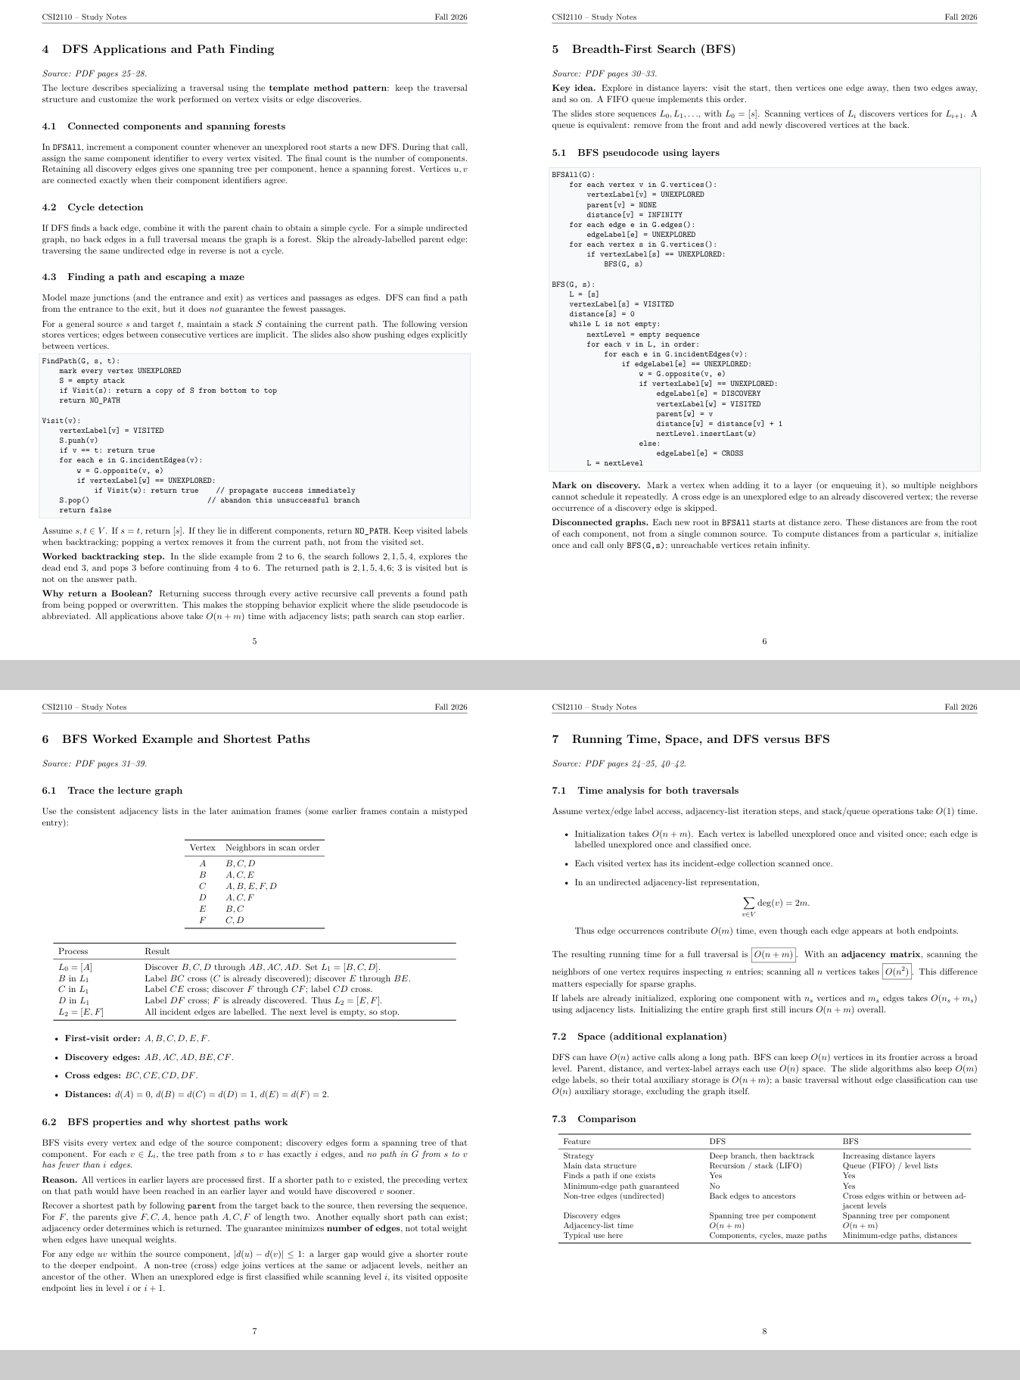 CSI2110 – Study Notes Fall 2026
4 DFS Applications and Path Finding
Source: PDF pages 25–28.
The lecture describes specializing a traversal using the template method pattern: keep the traversal
structure and customize the work performed on vertex visits or edge discoveries.
4.1 Connected components and spanning forests
In DFSAll, increment a component counter whenever an unexplored root starts a new DFS. During that call,
assign the same component identifier to every vertex visited. The final count is the number of components.
Retaining all discovery edges gives one spanning tree per component, hence a spanning forest. Vertices u, v
are connected exactly when their component identifiers agree.
4.2 Cycle detection
If DFS finds a back edge, combine it with the parent chain to obtain a simple cycle. For a simple undirected
graph, no back edges in a full traversal means the graph is a forest. Skip the already-labelled parent edge:
traversing the same undirected edge in reverse is not a cycle.
4.3 Finding a path and escaping a maze
Model maze junctions (and the entrance and exit) as vertices and passages as edges. DFS can find a path
from the entrance to the exit, but it does not guarantee the fewest passages.
For a general source s and target t, maintain a stack S containing the current path. The following version
stores vertices; edges between consecutive vertices are implicit. The slides also show pushing edges explicitly
between vertices.
FindPath(G, s, t):
    mark every vertex UNEXPLORED
    S = empty stack
    if Visit(s): return a copy of S from bottom to top
    return NO_PATH
Visit(v):
    vertexLabel[v] = VISITED
    S.push(v)
    if v == t: return true
    for each e in G.incidentEdges(v):
        w = G.opposite(v, e)
        if vertexLabel[w] == UNEXPLORED:
            if Visit(w): return true    // propagate success immediately
    S.pop()    // abandon this unsuccessful branch
    return false
Assume s, t ∈ V. If s = t, return [s]. If they lie in different components, return NO_PATH. Keep visited labels
when backtracking: popping a vertex removes it from the current path, not from the visited set.
Worked backtracking step. In the slide example from 2 to 6, the search follows 2, 1, 5, 4, explores the
dead end 3, and pops 3 before continuing from 4 to 6. The returned path is 2, 1, 5, 4, 6; 3 is visited but is
not on the answer path.
Why return a Boolean? Returning success through every active recursive call prevents a found path
from being popped or overwritten. This makes the stopping behavior explicit where the slide pseudocode is
abbreviated. All applications above take O(n + m) time with adjacency lists; path search can stop earlier.
5
CSI2110 – Study Notes Fall 2026
5 Breadth-First Search (BFS)
Source: PDF pages 30–33.
Key idea. Explore in distance layers: visit the start, then vertices one edge away, then two edges away,
and so on. A FIFO queue implements this order.
The slides store sequences L₀, L₁, . . ., with L₀ = [s]. Scanning vertices of Lᵢ discovers vertices for Lᵢ₊₁. A
queue is equivalent: remove from the front and add newly discovered vertices at the back.
5.1 BFS pseudocode using layers
BFSAll(G):
    for each vertex v in G.vertices():
        vertexLabel[v] = UNEXPLORED
        parent[v] = NONE
        distance[v] = INFINITY
    for each edge e in G.edges():
        edgeLabel[e] = UNEXPLORED
    for each vertex s in G.vertices():
        if vertexLabel[s] == UNEXPLORED:
            BFS(G, s)
BFS(G, s):
    L = [s]
    vertexLabel[s] = VISITED
    distance[s] = 0
    while L is not empty:
        nextLevel = empty sequence
        for each v in L, in order:
            for each e in G.incidentEdges(v):
                if edgeLabel[e] == UNEXPLORED:
                    w = G.opposite(v, e)
                    if vertexLabel[w] == UNEXPLORED:
                        edgeLabel[e] = DISCOVERY
                        vertexLabel[w] = VISITED
                        parent[w] = v
                        distance[w] = distance[v] + 1
                        nextLevel.insertLast(w)
                    else:
                        edgeLabel[e] = CROSS
        L = nextLevel
Mark on discovery. Mark a vertex when adding it to a layer (or enqueuing it), so multiple neighbors
cannot schedule it repeatedly. A cross edge is an unexplored edge to an already discovered vertex; the reverse
occurrence of a discovery edge is skipped.
Disconnected graphs. Each new root in BFSAll starts at distance zero. These distances are from the root
of each component, not from a single common source. To compute distances from a particular s, initialize
once and call only BFS(G,s); unreachable vertices retain infinity.
6
CSI2110 – Study Notes Fall 2026
6 BFS Worked Example and Shortest Paths
Source: PDF pages 31–39.
6.1 Trace the lecture graph
Use the consistent adjacency lists in the later animation frames (some earlier frames contain a mistyped
entry):
Vertex Neighbors in scan order
A B, C, D
B A, C, E
C A, B, E, F, D
D A, C, F
E B, C
F C, D
Process Result
L₀ = [A] Discover B, C, D through AB, AC, AD. Set L₁ = [B, C, D].
B in L₁ Label BC cross (C is already discovered); discover E through BE.
C in L₁ Label CE cross; discover F through CF; label CD cross.
D in L₁ Label DF cross; F is already discovered. Thus L₂ = [E, F].
L₂ = [E, F] All incident edges are labelled. The next level is empty, so stop.
• First-visit order: A, B, C, D, E, F.
• Discovery edges: AB, AC, AD, BE, CF.
• Cross edges: BC, CE, CD, DF.
• Distances: d(A) = 0, d(B) = d(C) = d(D) = 1, d(E) = d(F) = 2.
6.2 BFS properties and why shortest paths work
BFS visits every vertex and edge of the source component; discovery edges form a spanning tree of that
component. For each v ∈ Lᵢ, the tree path from s to v has exactly i edges, and no path in G from s to v
has fewer than i edges.
Reason. All vertices in earlier layers are processed first. If a shorter path to v existed, the preceding vertex
on that path would have been reached in an earlier layer and would have discovered v sooner.
Recover a shortest path by following parent from the target back to the source, then reversing the sequence.
For F, the parents give F, C, A, hence path A, C, F of length two. Another equally short path can exist;
adjacency order determines which is returned. The guarantee minimizes number of edges, not total weight
when edges have unequal weights.
For any edge uv within the source component, |d(u) − d(v)| ≤ 1: a larger gap would give a shorter route
to the deeper endpoint. A non-tree (cross) edge joins vertices at the same or adjacent levels, neither an
ancestor of the other. When an unexplored edge is first classified while scanning level i, its visited opposite
endpoint lies in level i or i + 1.
7
CSI2110 – Study Notes Fall 2026
7 Running Time, Space, and DFS versus BFS
Source: PDF pages 24–25, 40–42.
7.1 Time analysis for both traversals
Assume vertex/edge label access, adjacency-list iteration steps, and stack/queue operations take O(1) time.
• Initialization takes O(n + m). Each vertex is labelled unexplored once and visited once; each edge is
labelled unexplored once and classified once.
• Each visited vertex has its incident-edge collection scanned once.
• In an undirected adjacency-list representation,
∑ deg(v) = 2m.
v∈V
Thus edge occurrences contribute O(m) time, even though each edge appears at both endpoints.
The resulting running time for a full traversal is O(n + m). With an adjacency matrix, scanning the
neighbors of one vertex requires inspecting n entries; scanning all n vertices takes O(n²). This difference
matters especially for sparse graphs.
If labels are already initialized, exploring one component with nₛ vertices and mₛ edges takes O(nₛ + mₛ)
using adjacency lists. Initializing the entire graph first still incurs O(n + m) overall.
7.2 Space (additional explanation)
DFS can have O(n) active calls along a long path. BFS can keep O(n) vertices in its frontier across a broad
level. Parent, distance, and vertex-label arrays each use O(n) space. The slide algorithms also keep O(m)
edge labels, so their total auxiliary storage is O(n + m); a basic traversal without edge classification can use
O(n) auxiliary storage, excluding the graph itself.
7.3 Comparison
Feature DFS BFS
Strategy Deep branch, then backtrack Increasing distance layers
Main data structure Recursion / stack (LIFO) Queue (FIFO) / level lists
Finds a path if one exists Yes Yes
Minimum-edge path guaranteed No Yes
Non-tree edges (undirected) Back edges to ancestors Cross edges within or between ad-
jacent levels
Discovery edges Spanning tree per component Spanning tree per component
Adjacency-list time O(n + m) O(n + m)
Typical use here Components, cycles, maze paths Minimum-edge paths, distances
8